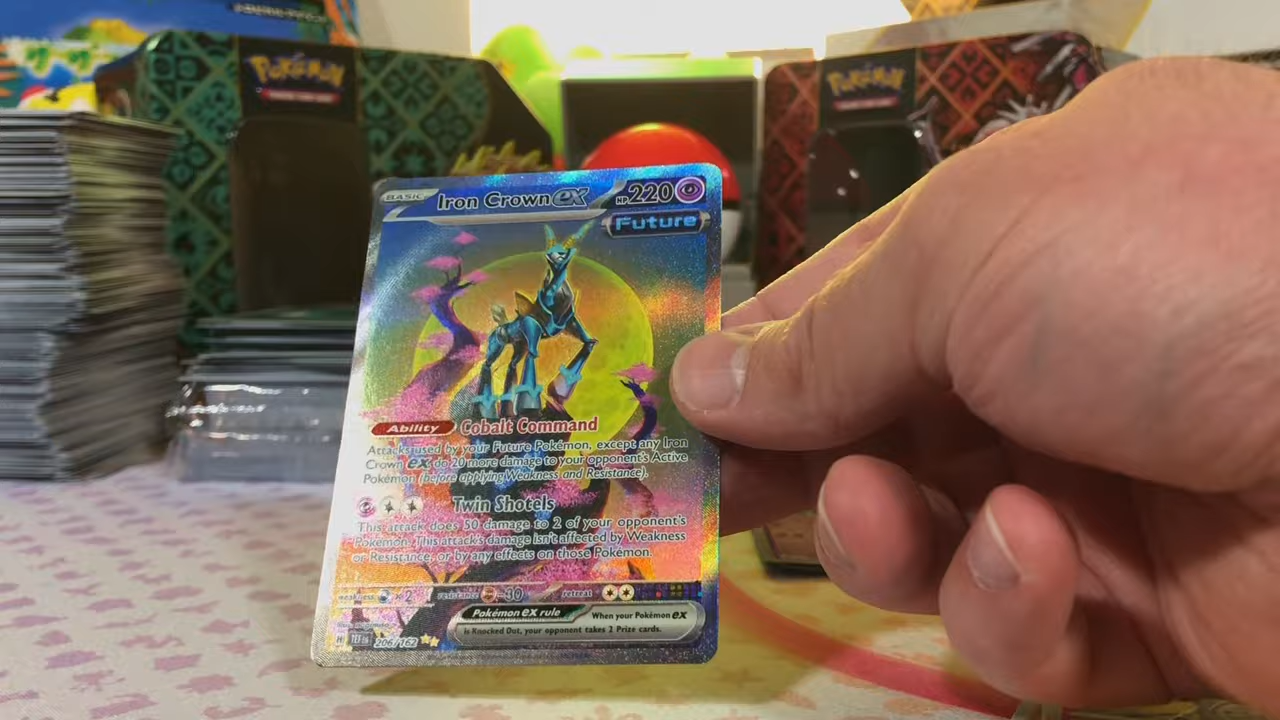 Pokémon
Pokémon
BASIC
Iron Crown ex
HP 220
Future
Ability Cobalt Command
Attacks used by your Future Pokémon, except any Iron
Crown ex, do 20 more damage to your opponent's Active
Pokémon (before applying Weakness and Resistance).
Twin Shotels
This attack does 50 damage to 2 of your opponent's
Pokémon. This attack's damage isn't affected by Weakness
or Resistance, or by any effects on those Pokémon.
weakness ×2 resistance -30 retreat
Pokémon ex rule When your Pokémon ex
is Knocked Out, your opponent takes 2 Prize cards.
H TEF EN 206/162